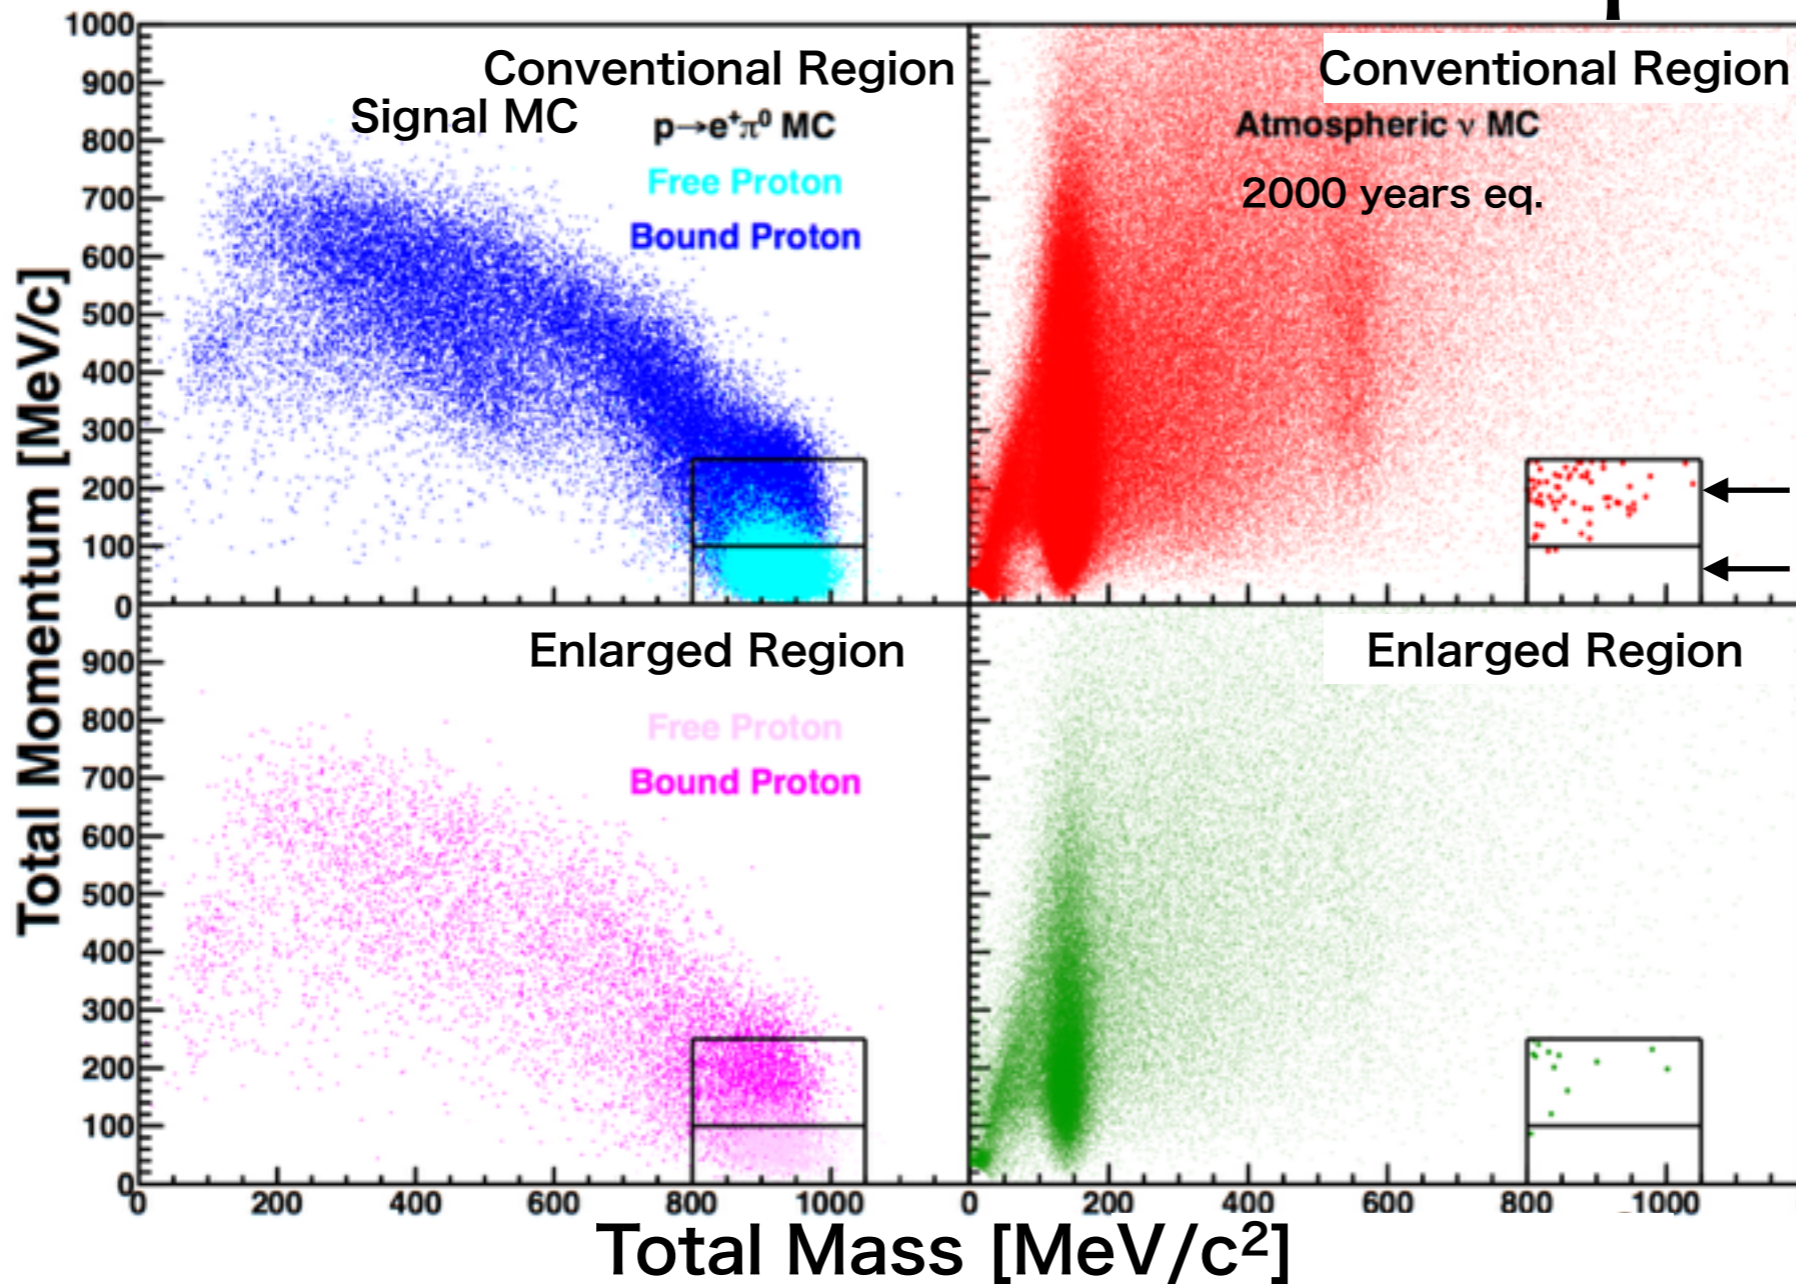 Conventional Region
Signal MC
p→e⁺π⁰ MC
Free Proton
Bound Proton
Conventional Region
Atmospheric ν MC
2000 years eq.
Enlarged Region
Free Proton
Bound Proton
Enlarged Region
Total Momentum [MeV/c]
1000
900
800
700
600
500
400
300
200
100
0
900
800
700
600
500
400
300
200
100
0
0 200 400 600 800 1000
0 200 400 600 800 1000
Total Mass [MeV/c²]